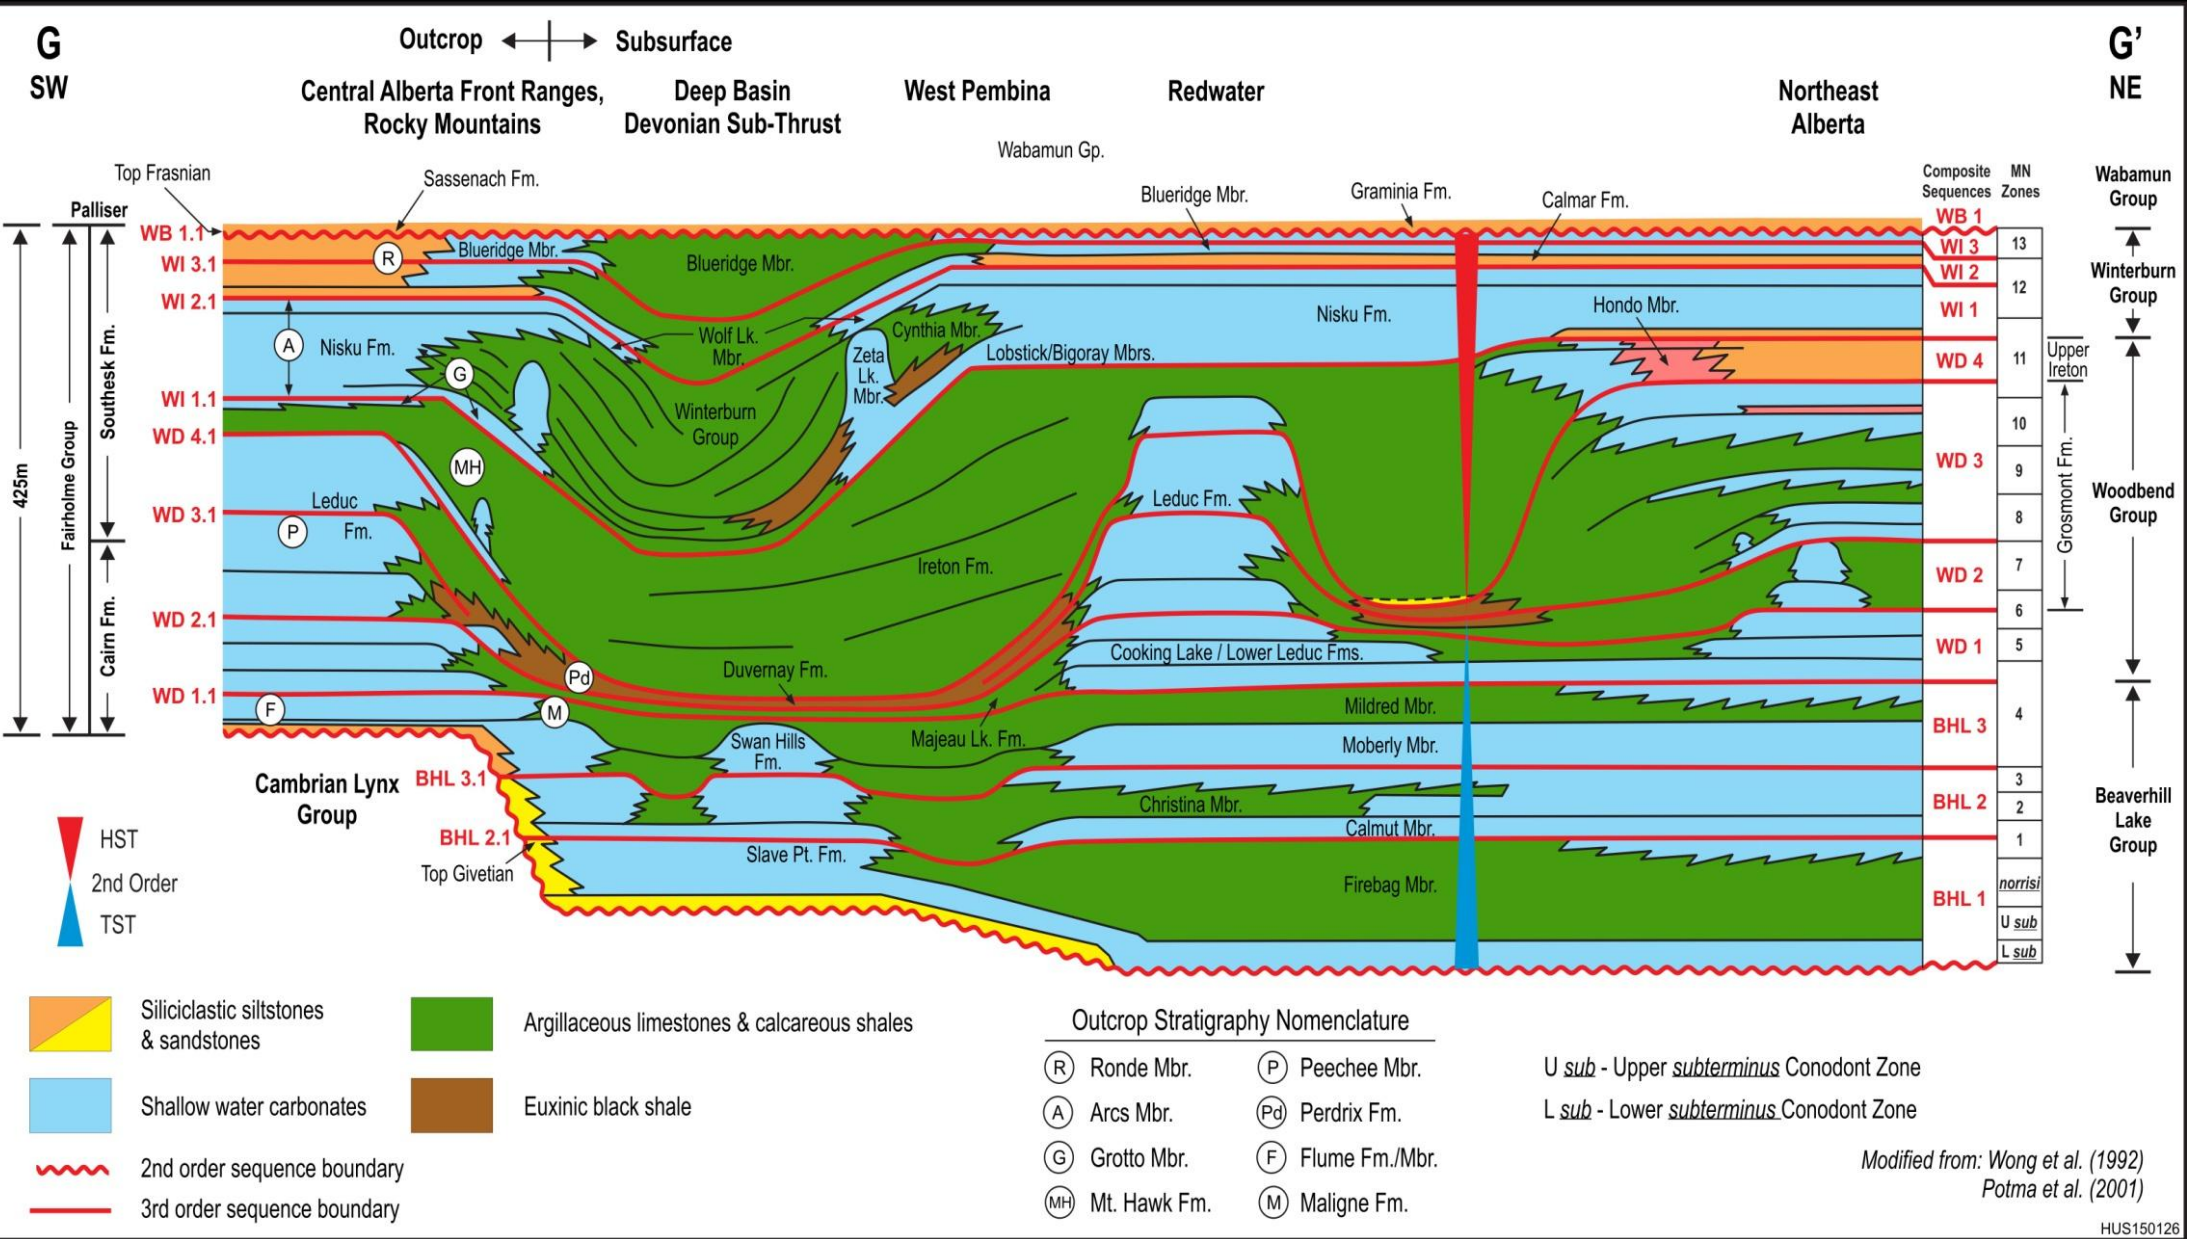 G
SW
Outcrop
Subsurface
G’
NE
Central Alberta Front Ranges,
Rocky Mountains
Deep Basin
Devonian Sub-Thrust
West Pembina
Redwater
Northeast
Alberta
Wabamun Gp.
Top Frasnian
Sassenach Fm.
Blueridge Mbr.
Graminia Fm.
Calmar Fm.
Composite
Sequences
MN
Zones
Wabamun
Group
Palliser
WB 1.1
WI 3.1
WI 2.1
WI 1.1
WD 4.1
WD 3.1
WD 2.1
WD 1.1
BHL 3.1
BHL 2.1
425m
Fairholme Group
Southesk Fm.
Cairn Fm.
R
Blueridge Mbr.
Blueridge Mbr.
A
Nisku Fm.
G
Wolf Lk.
Mbr.
Winterburn
Group
Zeta
Lk.
Mbr.
Cynthia Mbr.
Lobstick/Bigoray Mbrs.
Nisku Fm.
Hondo Mbr.
MH
Leduc
Fm.
P
Leduc Fm.
Ireton Fm.
Duvernay Fm.
Pd
Cooking Lake / Lower Leduc Fms.
F
M
Swan Hills
Fm.
Majeau Lk. Fm.
Mildred Mbr.
Moberly Mbr.
Christina Mbr.
Calmut Mbr.
Slave Pt. Fm.
Firebag Mbr.
Cambrian Lynx
Group
Top Givetian
WB 1
WI 3
WI 2
WI 1
WD 4
WD 3
WD 2
WD 1
BHL 3
BHL 2
BHL 1
13
12
11
10
9
8
7
6
5
4
3
2
1
norrisi
U sub
L sub
Upper
Ireton
Grosmont Fm.
Winterburn
Group
Woodbend
Group
Beaverhill
Lake
Group
HST
2nd Order
TST
Siliciclastic siltstones
& sandstones
Argillaceous limestones & calcareous shales
Shallow water carbonates
Euxinic black shale
2nd order sequence boundary
3rd order sequence boundary
Outcrop Stratigraphy Nomenclature
R Ronde Mbr.
P Peechee Mbr.
A Arcs Mbr.
Pd Perdrix Fm.
G Grotto Mbr.
F Flume Fm./Mbr.
MH Mt. Hawk Fm.
M Maligne Fm.
U sub - Upper subterminus Conodont Zone
L sub - Lower subterminus Conodont Zone
Modified from: Wong et al. (1992)
Potma et al. (2001)
HUS150126